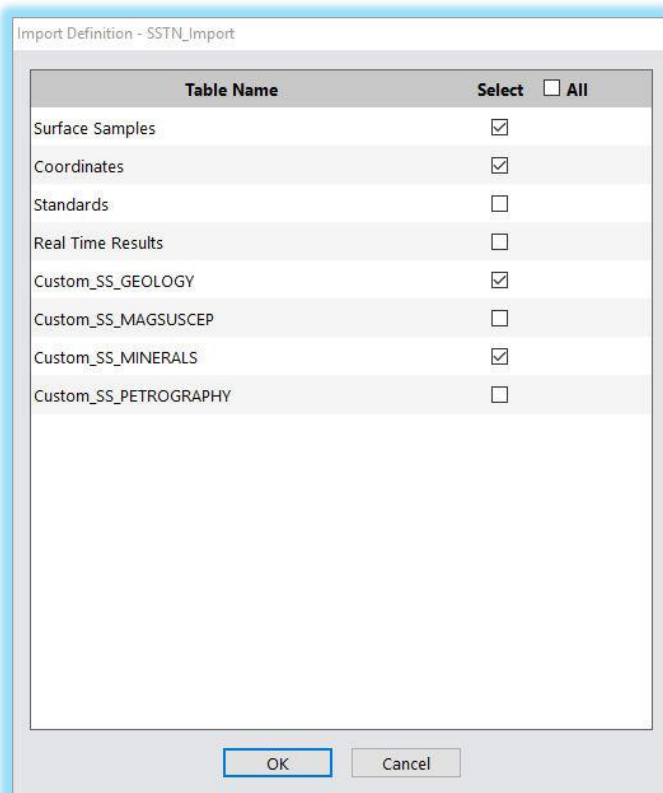 Import Definition - SSTN_Import
Table Name Select All
Surface Samples
Coordinates
Standards
Real Time Results
Custom_SS_GEOLOGY
Custom_SS_MAGSUSCEP
Custom_SS_MINERALS
Custom_SS_PETROGRAPHY
OK Cancel